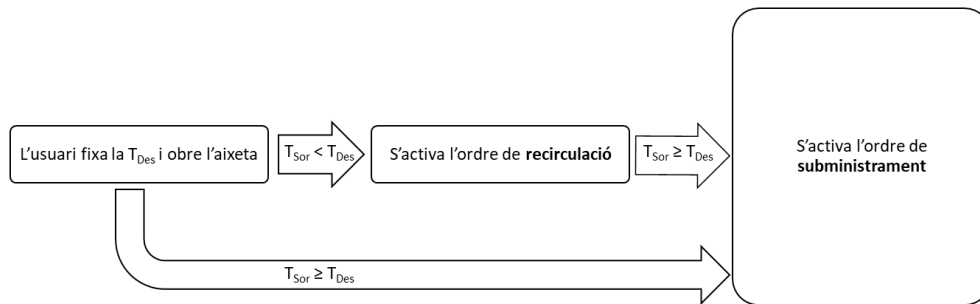 L'usuari fixa la T_Des i obre l'aixeta
T_Sor < T_Des
S'activa l'ordre de recirculació
T_Sor ≥ T_Des
S'activa l'ordre de
subministrament
T_Sor ≥ T_Des